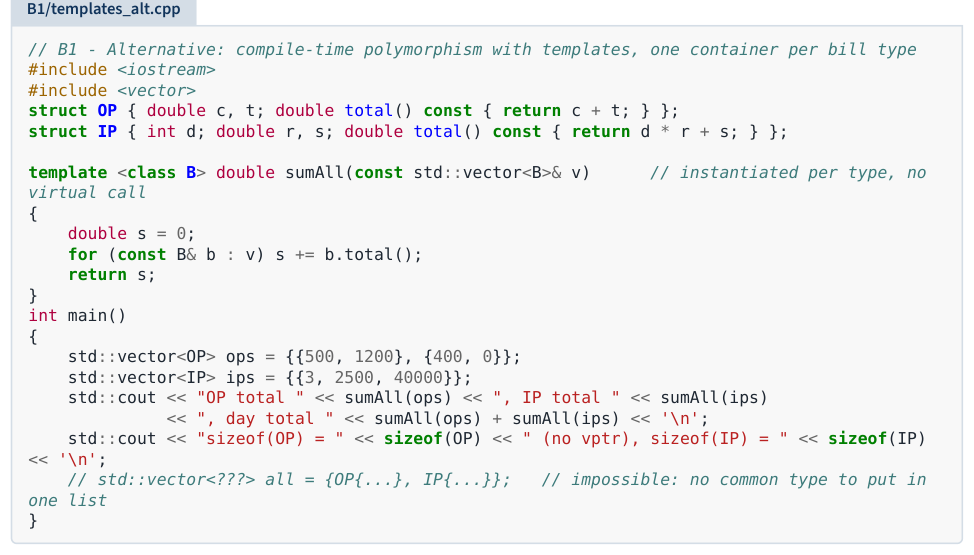 B1/templates_alt.cpp
// B1 - Alternative: compile-time polymorphism with templates, one container per bill type
#include <iostream>
#include <vector>
struct OP { double c, t; double total() const { return c + t; } };
struct IP { int d; double r, s; double total() const { return d * r + s; } };

template <class B> double sumAll(const std::vector<B>& v)      // instantiated per type, no
virtual call
{
    double s = 0;
    for (const B& b : v) s += b.total();
    return s;
}
int main()
{
    std::vector<OP> ops = {{500, 1200}, {400, 0}};
    std::vector<IP> ips = {{3, 2500, 40000}};
    std::cout << "OP total " << sumAll(ops) << ", IP total " << sumAll(ips)
              << ", day total " << sumAll(ops) + sumAll(ips) << '\n';
    std::cout << "sizeof(OP) = " << sizeof(OP) << " (no vptr), sizeof(IP) = " << sizeof(IP)
<< '\n';
    // std::vector<???> all = {OP{...}, IP{...}};   // impossible: no common type to put in
one list
}